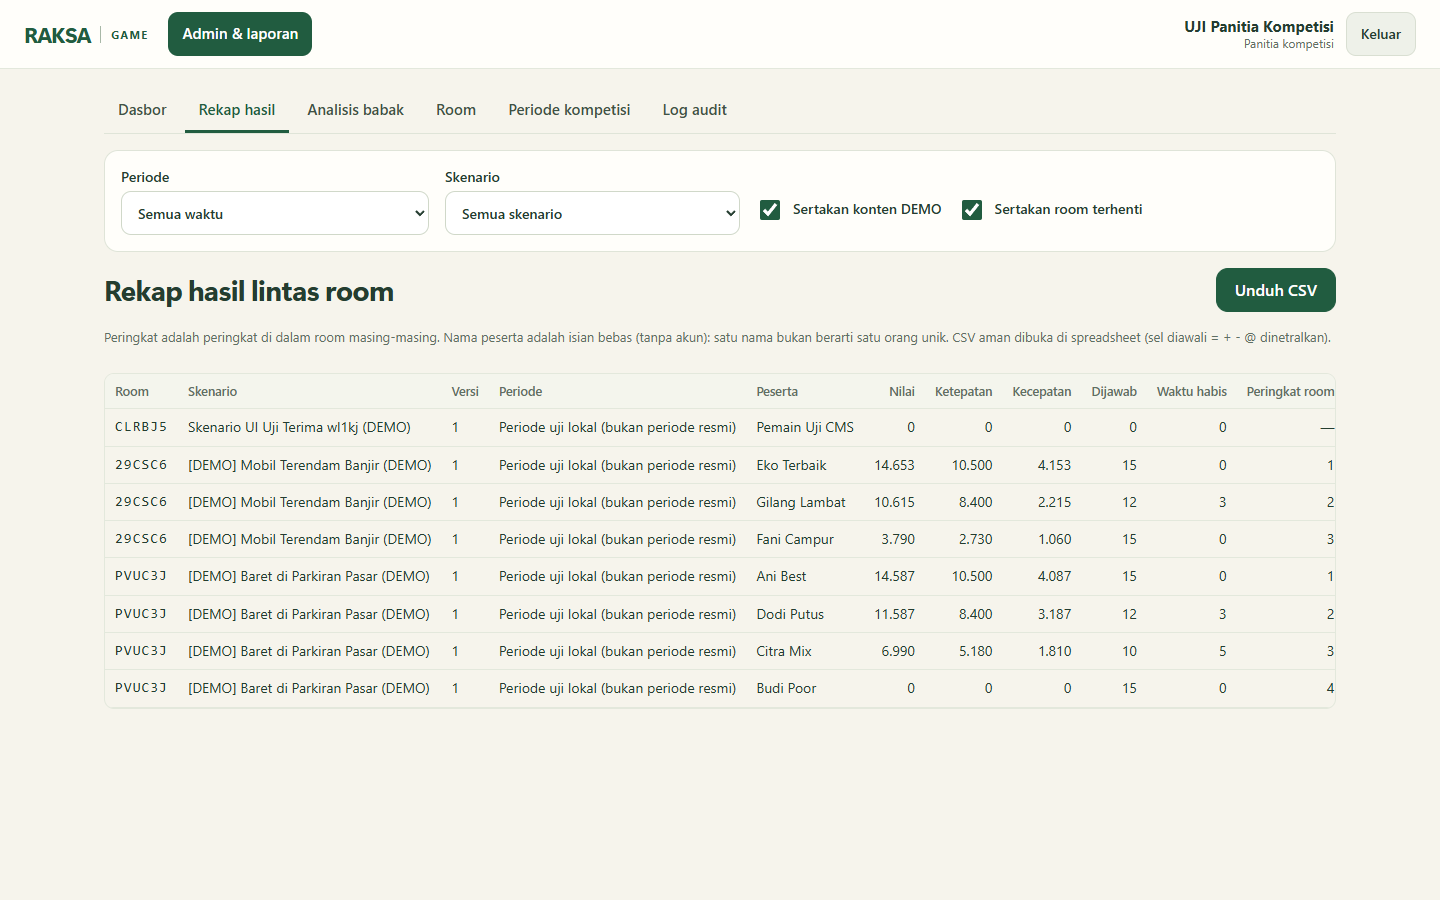 RAKSA GAME Admin & laporan UJI Panitia Kompetisi Keluar
Panitia kompetisi
Dasbor Rekap hasil Analisis babak Room Periode kompetisi Log audit
Periode Skenario
Semua waktu Semua skenario Sertakan konten DEMO Sertakan room terhenti
Rekap hasil lintas room Unduh CSV
Peringkat adalah peringkat di dalam room masing-masing. Nama peserta adalah isian bebas (tanpa akun): satu nama bukan berarti satu orang unik. CSV aman dibuka di spreadsheet (sel diawali = + - @ dinetralkan).
Room Skenario Versi Periode Peserta Nilai Ketepatan Kecepatan Dijawab Waktu habis Peringkat room
CLRBJ5 Skenario UI Uji Terima wl1kj (DEMO) 1 Periode uji lokal (bukan periode resmi) Pemain Uji CMS 0 0 0 0 0 —
29CSC6 [DEMO] Mobil Terendam Banjir (DEMO) 1 Periode uji lokal (bukan periode resmi) Eko Terbaik 14.653 10.500 4.153 15 0 1
29CSC6 [DEMO] Mobil Terendam Banjir (DEMO) 1 Periode uji lokal (bukan periode resmi) Gilang Lambat 10.615 8.400 2.215 12 3 2
29CSC6 [DEMO] Mobil Terendam Banjir (DEMO) 1 Periode uji lokal (bukan periode resmi) Fani Campur 3.790 2.730 1.060 15 0 3
PVUC3J [DEMO] Baret di Parkiran Pasar (DEMO) 1 Periode uji lokal (bukan periode resmi) Ani Best 14.587 10.500 4.087 15 0 1
PVUC3J [DEMO] Baret di Parkiran Pasar (DEMO) 1 Periode uji lokal (bukan periode resmi) Dodi Putus 11.587 8.400 3.187 12 3 2
PVUC3J [DEMO] Baret di Parkiran Pasar (DEMO) 1 Periode uji lokal (bukan periode resmi) Citra Mix 6.990 5.180 1.810 10 5 3
PVUC3J [DEMO] Baret di Parkiran Pasar (DEMO) 1 Periode uji lokal (bukan periode resmi) Budi Poor 0 0 0 15 0 4